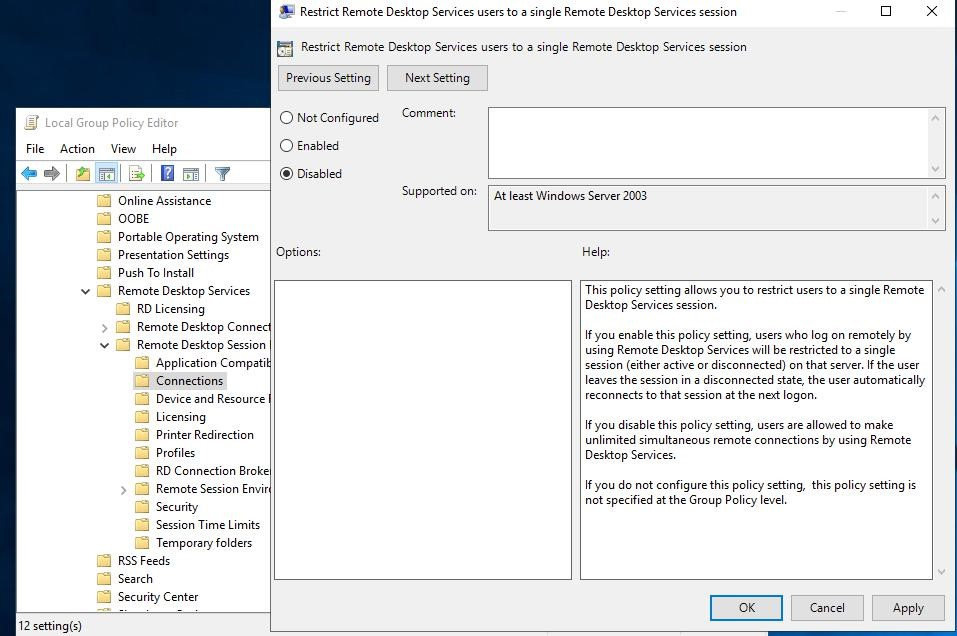 Restrict Remote Desktop Services users to a single Remote Desktop Services session
Restrict Remote Desktop Services users to a single Remote Desktop Services session
Previous Setting
Next Setting
Not Configured
Enabled
Disabled
Comment:
Supported on:
At least Windows Server 2003
Options:
Help:
This policy setting allows you to restrict users to a single Remote
Desktop Services session.
If you enable this policy setting, users who log on remotely by
using Remote Desktop Services will be restricted to a single
session (either active or disconnected) on that server. If the user
leaves the session in a disconnected state, the user automatically
reconnects to that session at the next logon.
If you disable this policy setting, users are allowed to make
unlimited simultaneous remote connections by using Remote
Desktop Services.
If you do not configure this policy setting,  this policy setting is
not specified at the Group Policy level.
OK
Cancel
Apply
Local Group Policy Editor
File
Action
View
Help
Online Assistance
OOBE
Portable Operating System
Presentation Settings
Push To Install
Remote Desktop Services
RD Licensing
Remote Desktop Connect
Remote Desktop Session
Application Compatib
Connections
Device and Resource
Licensing
Printer Redirection
Profiles
RD Connection Broke
Remote Session Envir
Security
Session Time Limits
Temporary folders
RSS Feeds
Search
Security Center
12 setting(s)